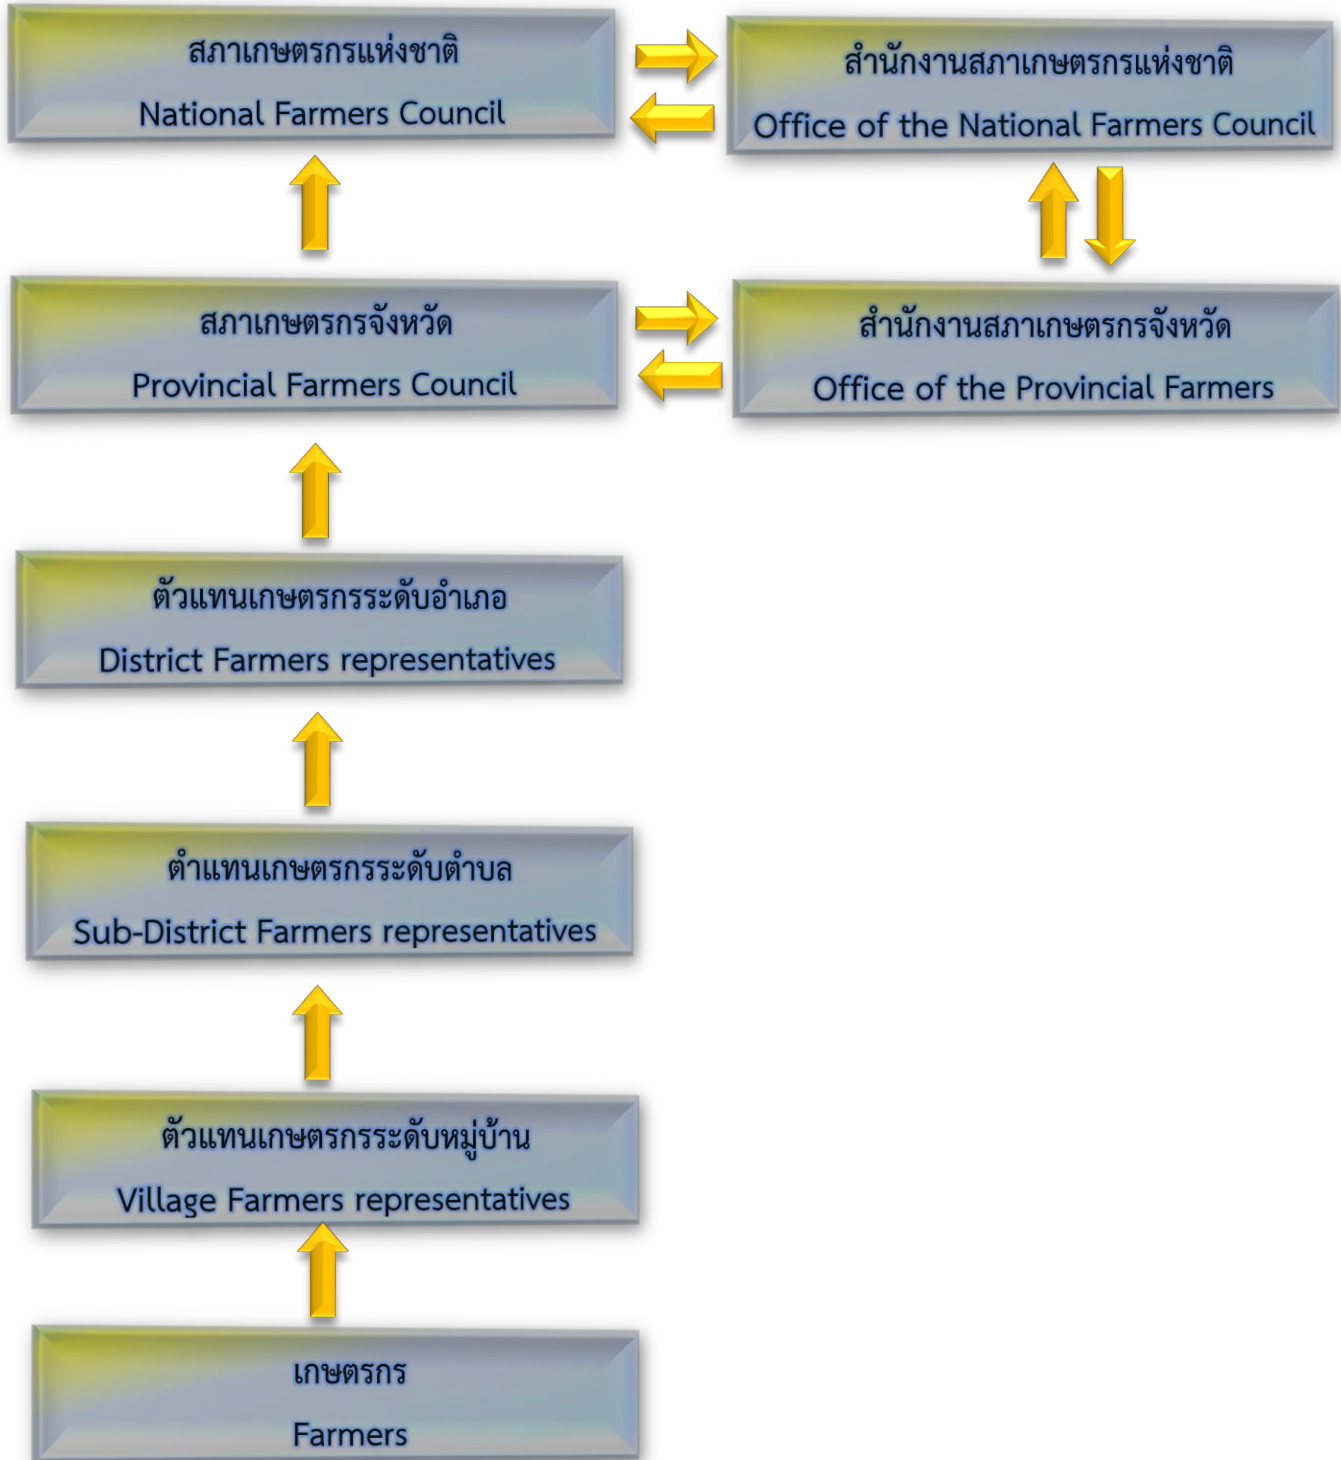 สภาเกษตรกรแห่งชาติ
National Farmers Council
สำนักงานสภาเกษตรกรแห่งชาติ
Office of the National Farmers Council
สภาเกษตรกรจังหวัด
Provincial Farmers Council
สำนักงานสภาเกษตรกรจังหวัด
Office of the Provincial Farmers
ตัวแทนเกษตรกรระดับอำเภอ
District Farmers representatives
ตำแทนเกษตรกรระดับตำบล
Sub-District Farmers representatives
ตัวแทนเกษตรกรระดับหมู่บ้าน
Village Farmers representatives
เกษตรกร
Farmers